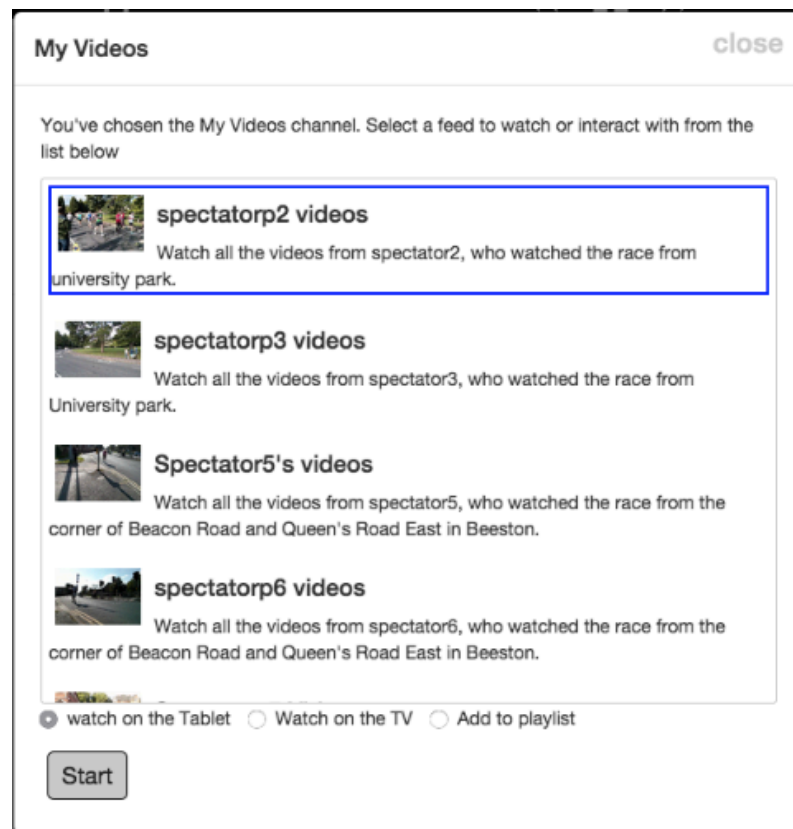 My Videos
close
You've chosen the My Videos channel. Select a feed to watch or interact with from the
list below
spectatorp2 videos
Watch all the videos from spectator2, who watched the race from
university park.
spectatorp3 videos
Watch all the videos from spectator3, who watched the race from
University park.
Spectator5's videos
Watch all the videos from spectator5, who watched the race from the
corner of Beacon Road and Queen's Road East in Beeston.
spectatorp6 videos
Watch all the videos from spectator6, who watched the race from the
corner of Beacon Road and Queen's Road East in Beeston.
watch on the Tablet Watch on the TV Add to playlist
Start